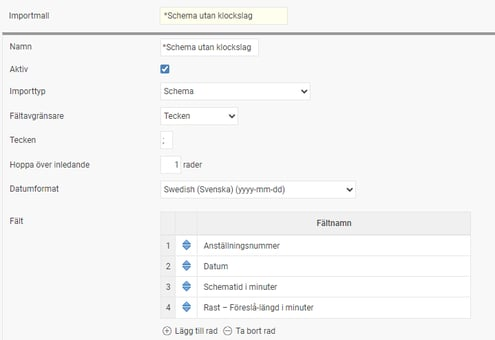 Importmall *Schema utan klockslag
Namn *Schema utan klockslag
Aktiv
Importtyp Schema
Fältavgränsare Tecken
Tecken ;
Hoppa över inledande 1 rader
Datumformat Swedish (Svenska) (yyyy-mm-dd)
Fält Fältnamn
1 Anställningsnummer
2 Datum
3 Schematid i minuter
4 Rast – Föreslå-längd i minuter
Lägg till rad Ta bort rad